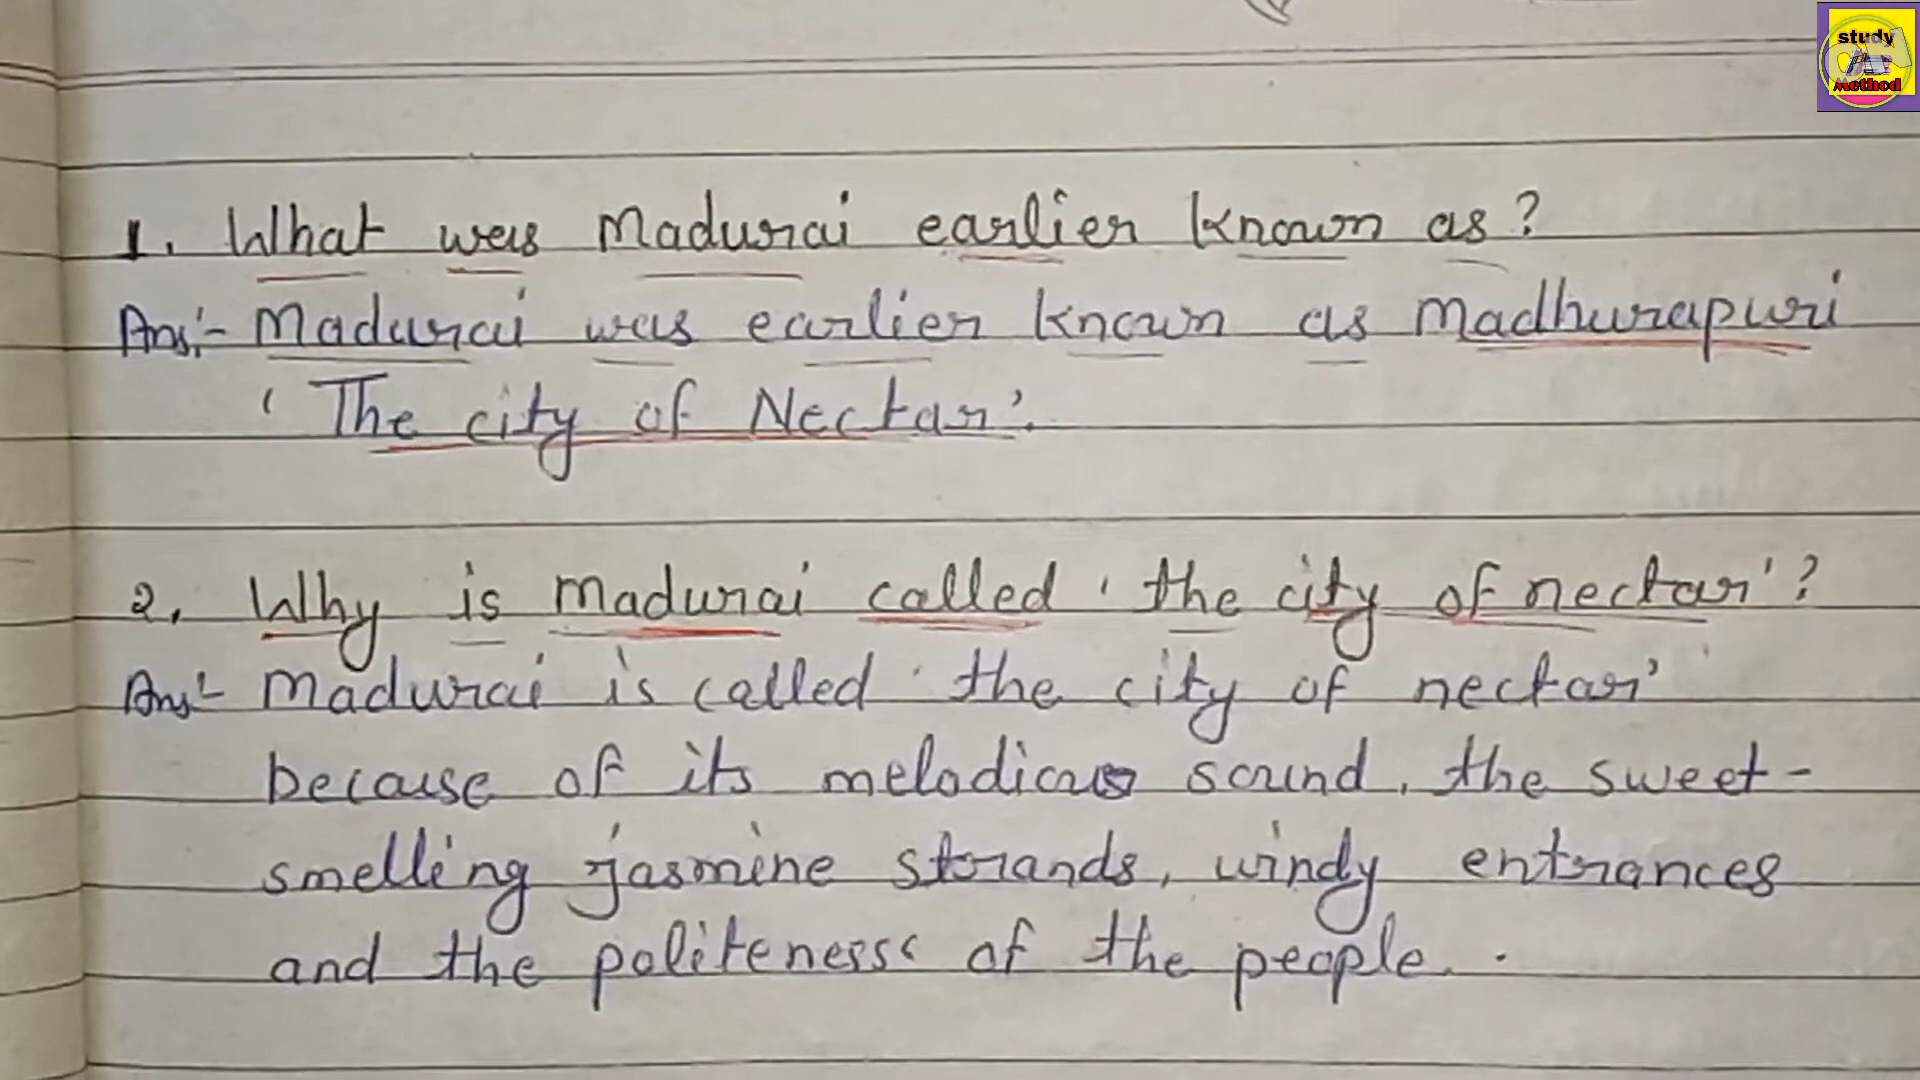 study
Method
1. What was Madurai earlier known as?
Ans:- Madurai was earlier known as Madhurapuri
'The city of Nectar'.
2. Why is Madurai called 'the city of nectar'?
Ans:- Madurai is called 'the city of nectar'
because of its melodious sound, the sweet-
smelling jasmine strands, windy entrances
and the politeness of the people.